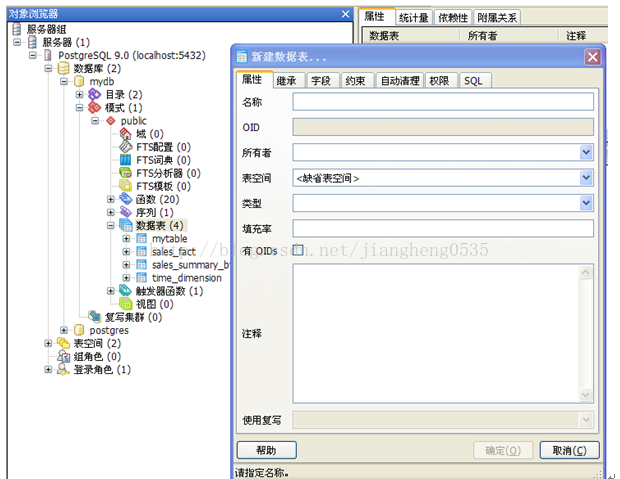 对象浏览器
服务器组
服务器 (1)
PostgreSQL 9.0 (localhost:5432)
数据库 (2)
mydb
目录 (2)
模式 (1)
public
域 (0)
FTS配置 (0)
FTS词典 (0)
FTS分析器 (0)
FTS模板 (0)
函数 (20)
序列 (1)
数据表 (4)
mytable
sales_fact
sales_summary_b
time_dimension
触发器函数 (1)
视图 (0)
复写集群 (0)
postgres
表空间 (2)
组角色 (0)
登录角色 (1)
属性 统计量 依赖性 附属关系
数据表 所有者 注释
新建数据表...
属性 继承 字段 约束 自动清理 权限 SQL
名称
OID
所有者
表空间 <缺省表空间>
类型
填充率
有 OIDs
注释
使用复写
帮助 确定(O) 取消(C)
请指定名称。